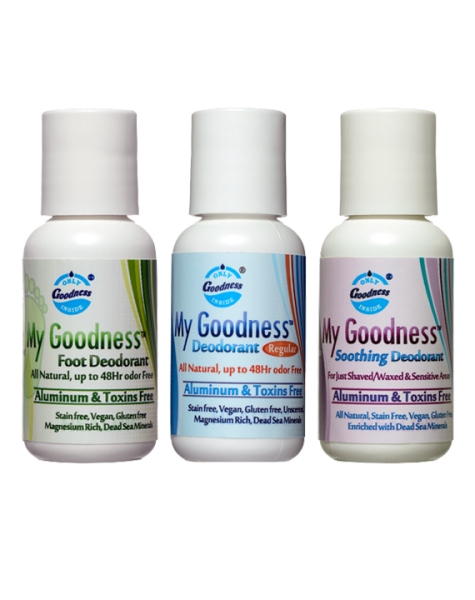 ONLY
Goodness
INSIDE
My Goodness™
Foot Deodorant
All Natural, up to 48Hr odor Free
Aluminum & Toxins Free
Stain free, Vegan, Gluten free
Magnesium Rich, Dead Sea Minerals
ONLY
Goodness
INSIDE
®
My Goodness™
Deodorant Regular
All Natural, up to 48Hr odor Free
Aluminum & Toxins Free
Stain free, Vegan, Gluten free, Unscented,
Magnesium Rich, Dead Sea Minerals
ONLY
Goodness
INSIDE
My Goodness™
Soothing Deodorant
For Just Shaved/Waxed & Sensitive Areas
Aluminum & Toxins Free
All Natural, Stain Free, Vegan, Gluten Free
Enriched with Dead Sea Minerals